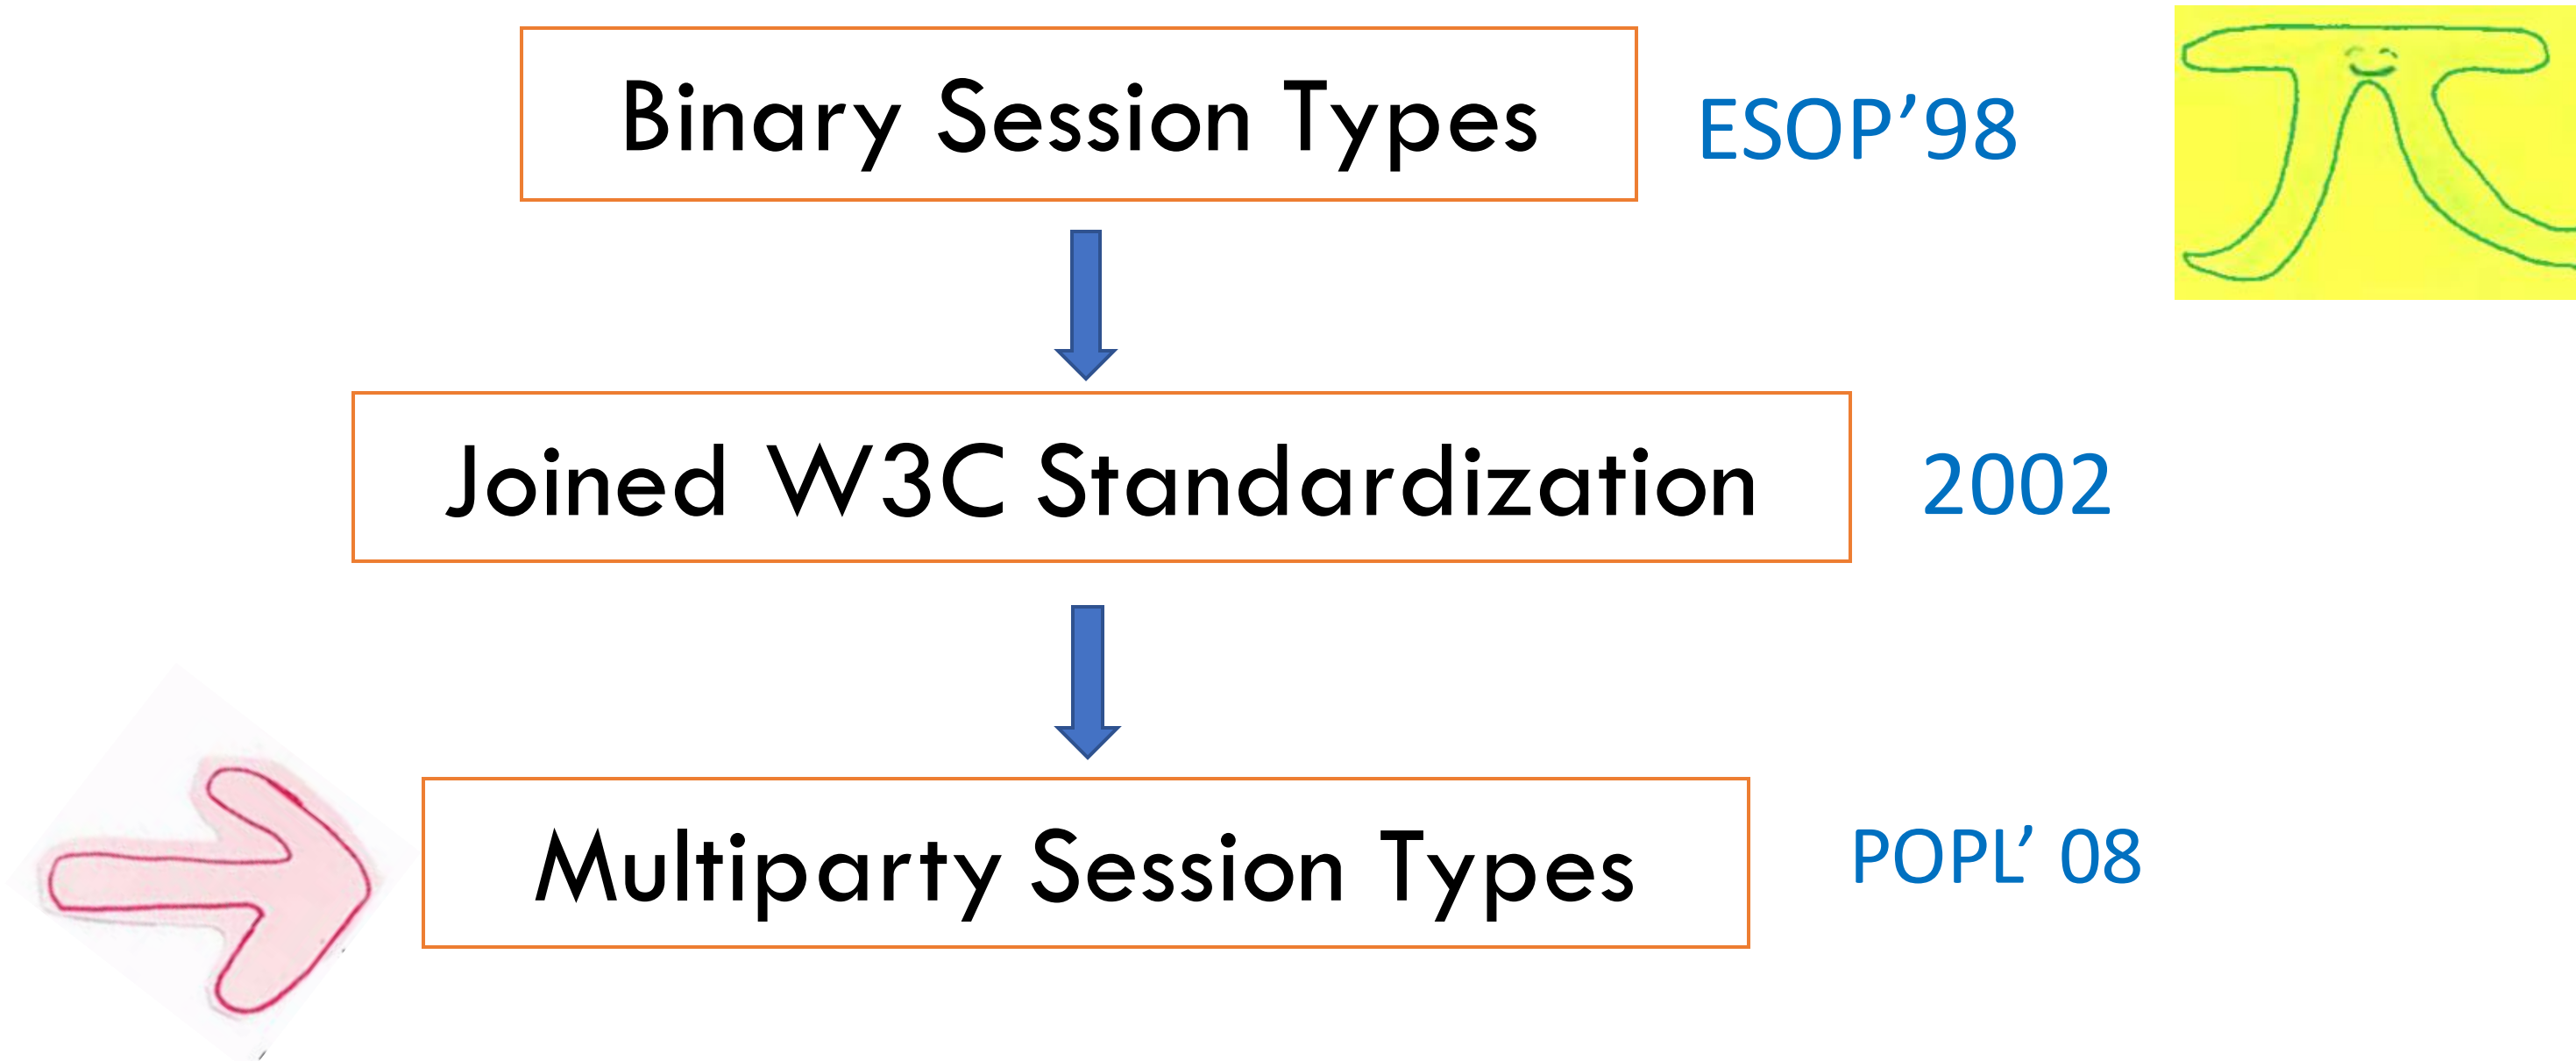 Binary Session Types ESOP’98
Joined W3C Standardization 2002
Multiparty Session Types POPL’ 08